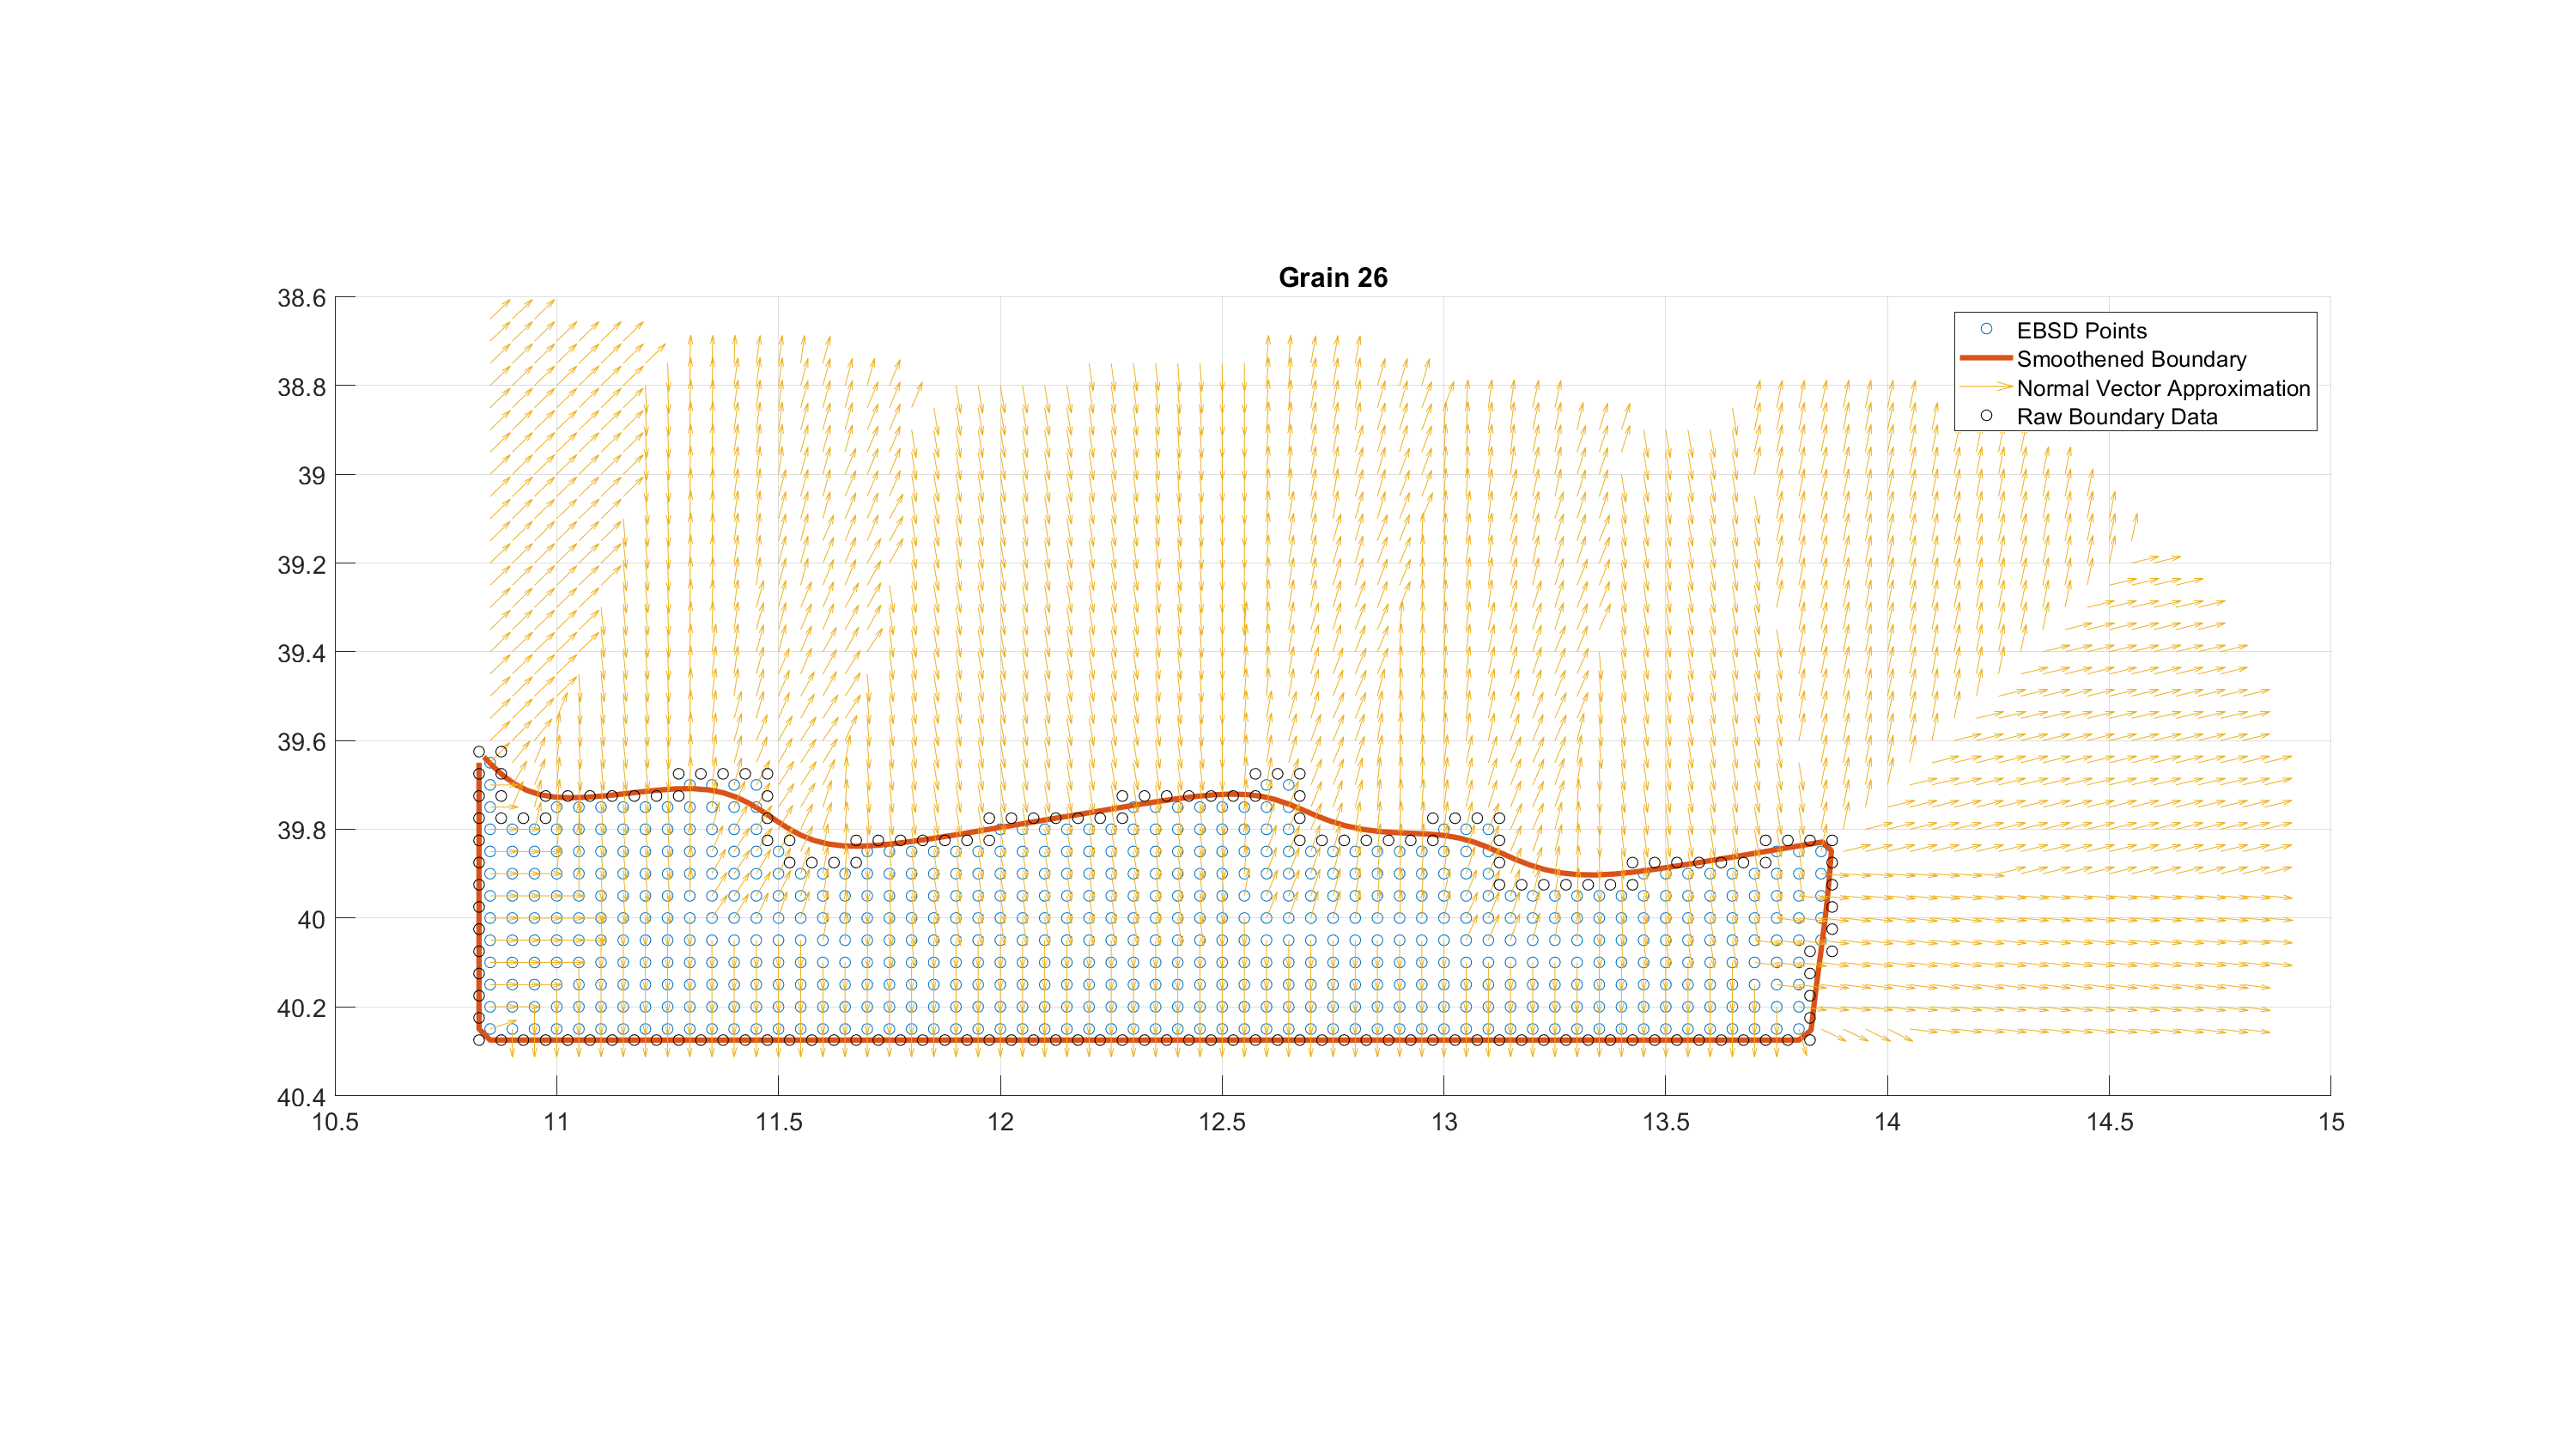 Grain 26
38.6
38.8
39
39.2
39.4
39.6
39.8
40
40.2
40.4
10.5 11 11.5 12 12.5 13 13.5 14 14.5 15
EBSD Points
Smoothened Boundary
Normal Vector Approximation
Raw Boundary Data